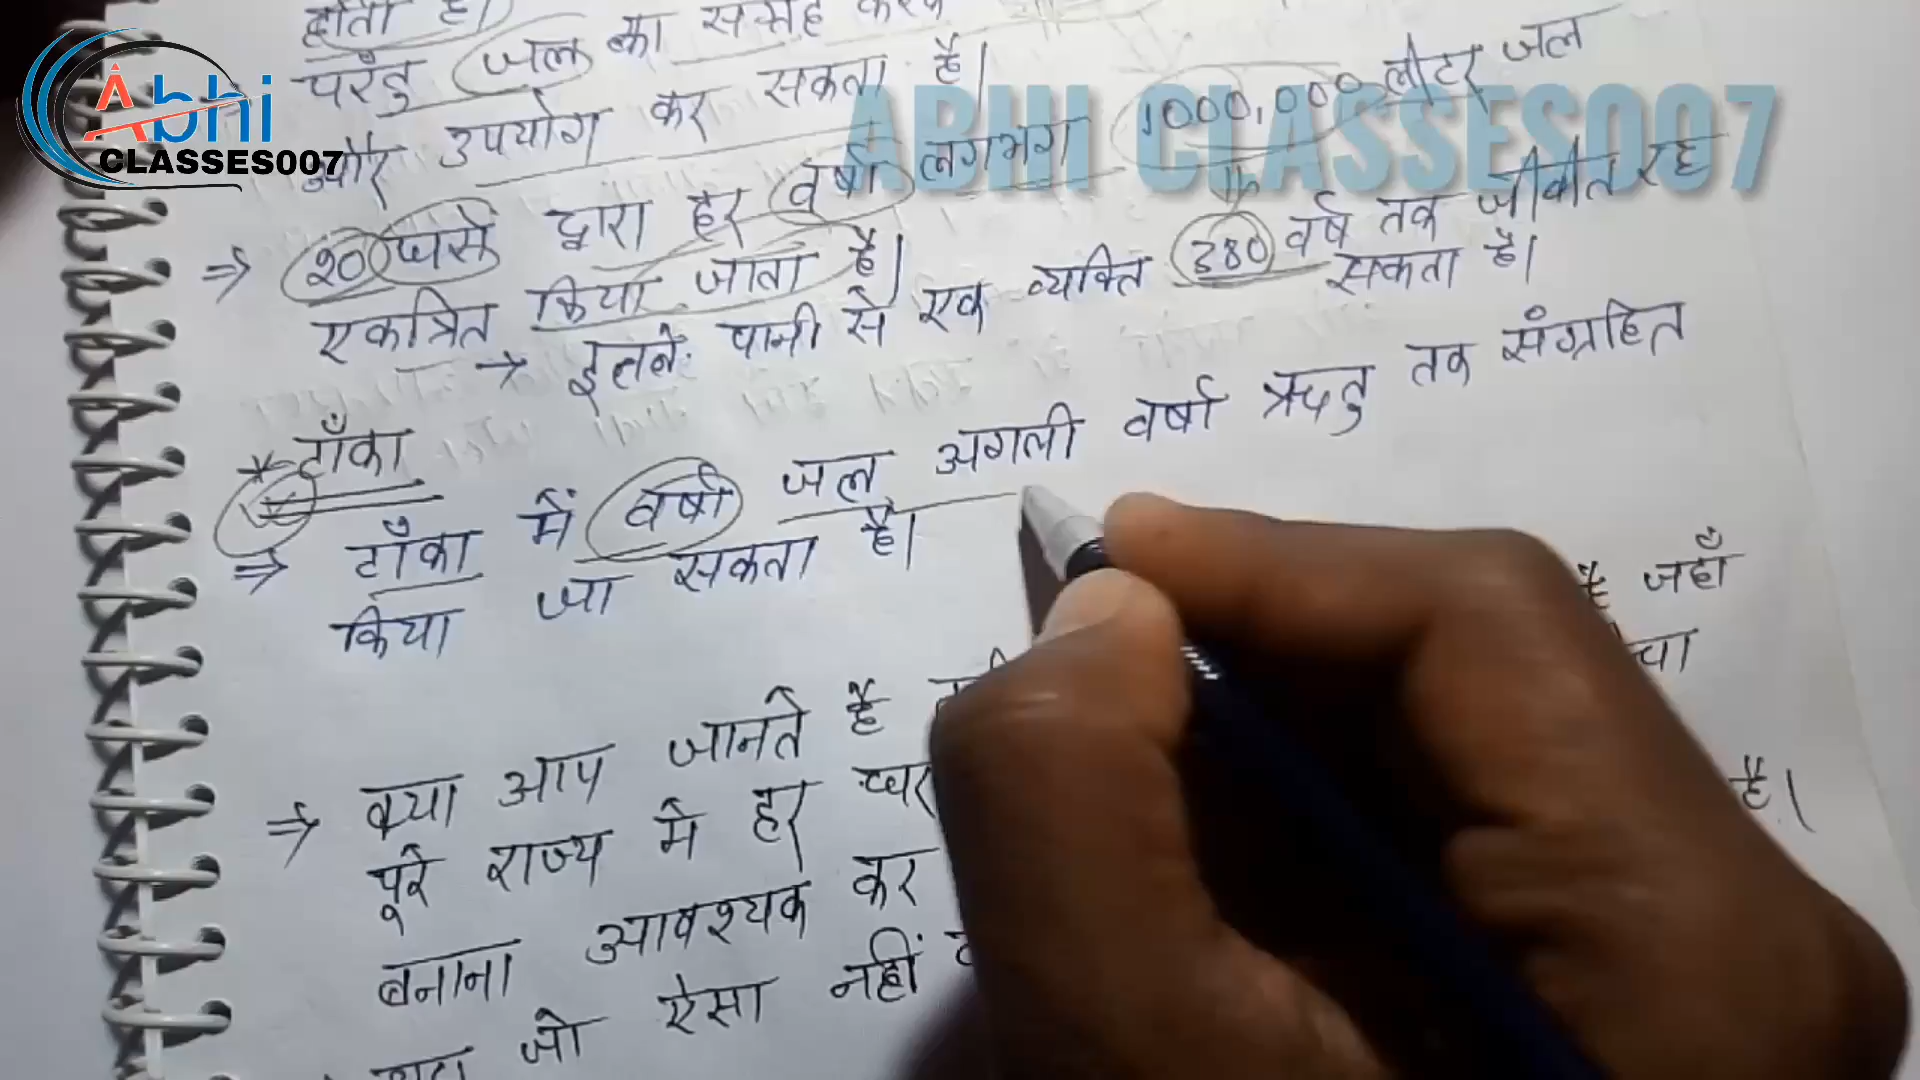 होता है।
Abhi
CLASSES007
ABHI CLASSES007
परंतु जल का संग्रह करके
और उपयोग कर सकता है।
⇒ 20 घसे द्वारा हर वर्षा लगभग 1000,000 लीटर जल
एकत्रित किया जाता है।
→ इतने पानी से एक व्यक्ति 380 वर्ष तक जीवीत रह
सकता है।
* टाँका
⇒ टाँका में वर्षा जल अगली वर्षा ऋतु तक संग्रहित
किया जा सकता है।
⇒ क्या आप जानते है है जहाँ
पूरे राज्य मे हर घर
बनाना आवश्यक कर है।
जो ऐसा नहीं